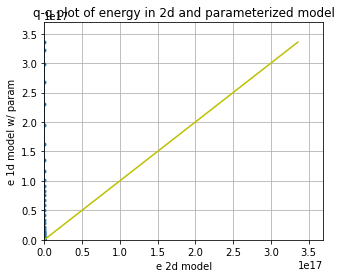 q-q plot of energy in 2d and parameterized model
1e17
3.5
3.0
2.5
2.0
1.5
1.0
0.5
0.0
e 1d model w/ param
0.0 0.5 1.0 1.5 2.0 2.5 3.0 3.5
e 2d model
1e17